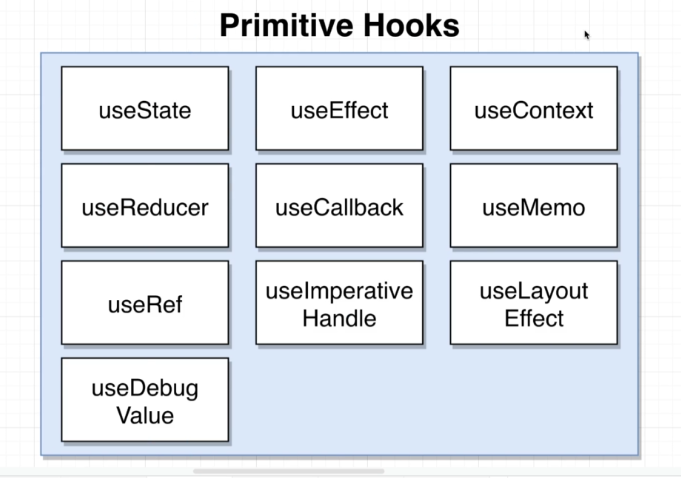 Primitive Hooks
useState
useEffect
useContext
useReducer
useCallback
useMemo
useRef
useImperative
Handle
useLayout
Effect
useDebug
Value